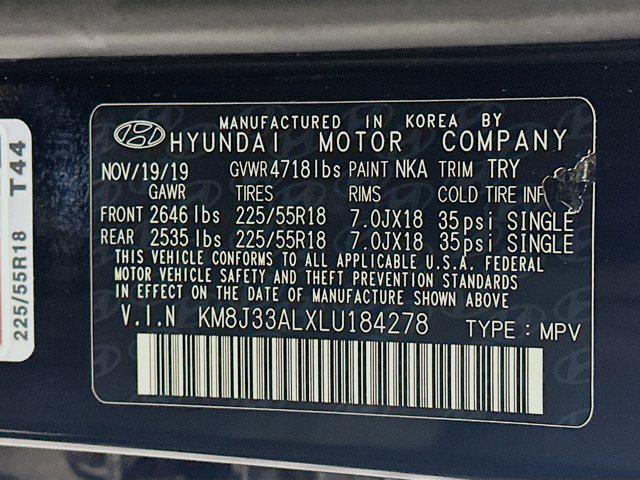 MANUFACTURED IN KOREA BY
HYUNDAI MOTOR COMPANY
NOV/19/19 GVWR4718lbs PAINT NKA TRIM TRY
GAWR TIRES RIMS COLD TIRE INF
FRONT 2646 lbs 225/55R18 7.0JX18 35psi SINGLE
REAR 2535 lbs 225/55R18 7.0JX18 35psi SINGLE
THIS VEHICLE CONFORMS TO ALL APPLICABLE U.S.A. FEDERAL
MOTOR VEHICLE SAFETY AND THEFT PREVENTION STANDARDS
IN EFFECT ON THE DATE OF MANUFACTURE SHOWN ABOVE
V.I.N KM8J33ALXLU184278 TYPE : MPV
225/55R18 T44